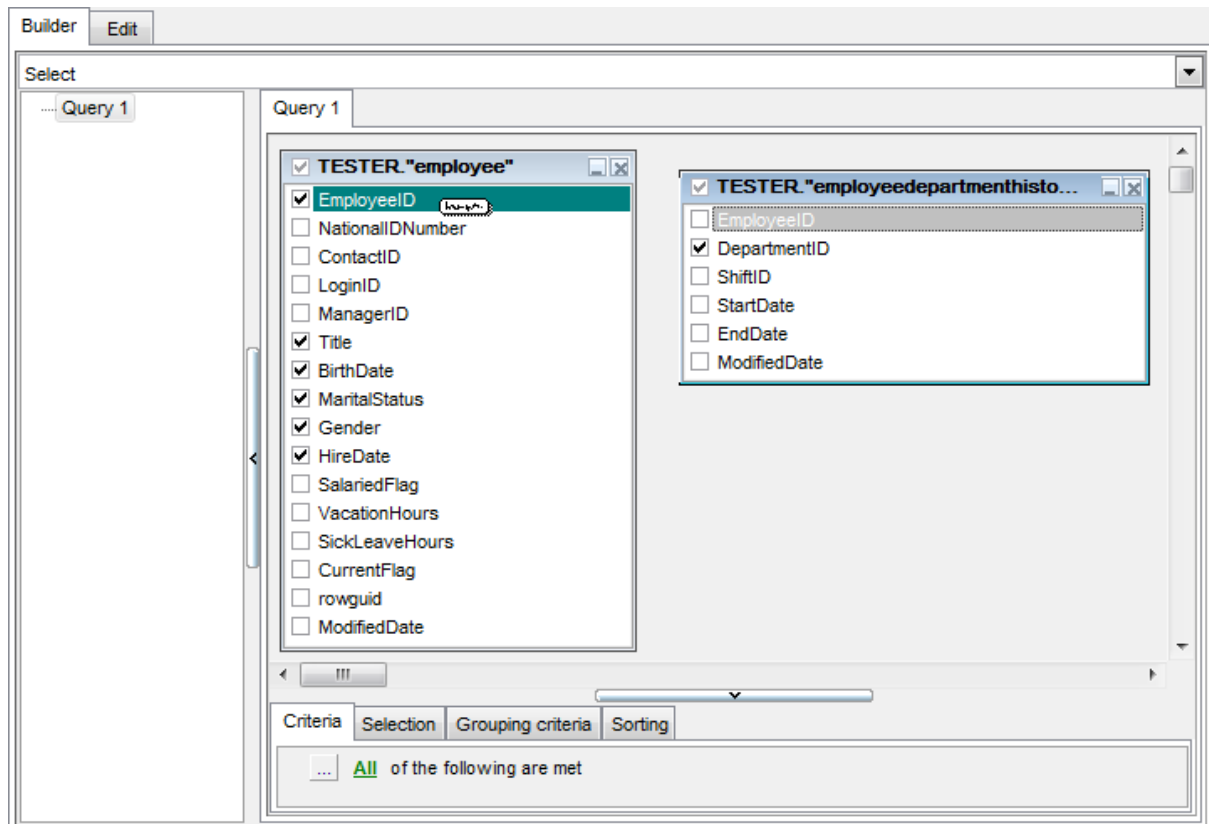 Builder Edit
Select
Query 1
Query 1
TESTER."employee"
EmployeeID
NationalIDNumber
ContactID
LoginID
ManagerID
Title
BirthDate
MaritalStatus
Gender
HireDate
SalariedFlag
VacationHours
SickLeaveHours
CurrentFlag
rowguid
ModifiedDate
TESTER."employeedepartmenthisto...
EmployeeID
DepartmentID
ShiftID
StartDate
EndDate
ModifiedDate
Criteria Selection Grouping criteria Sorting
... All of the following are met